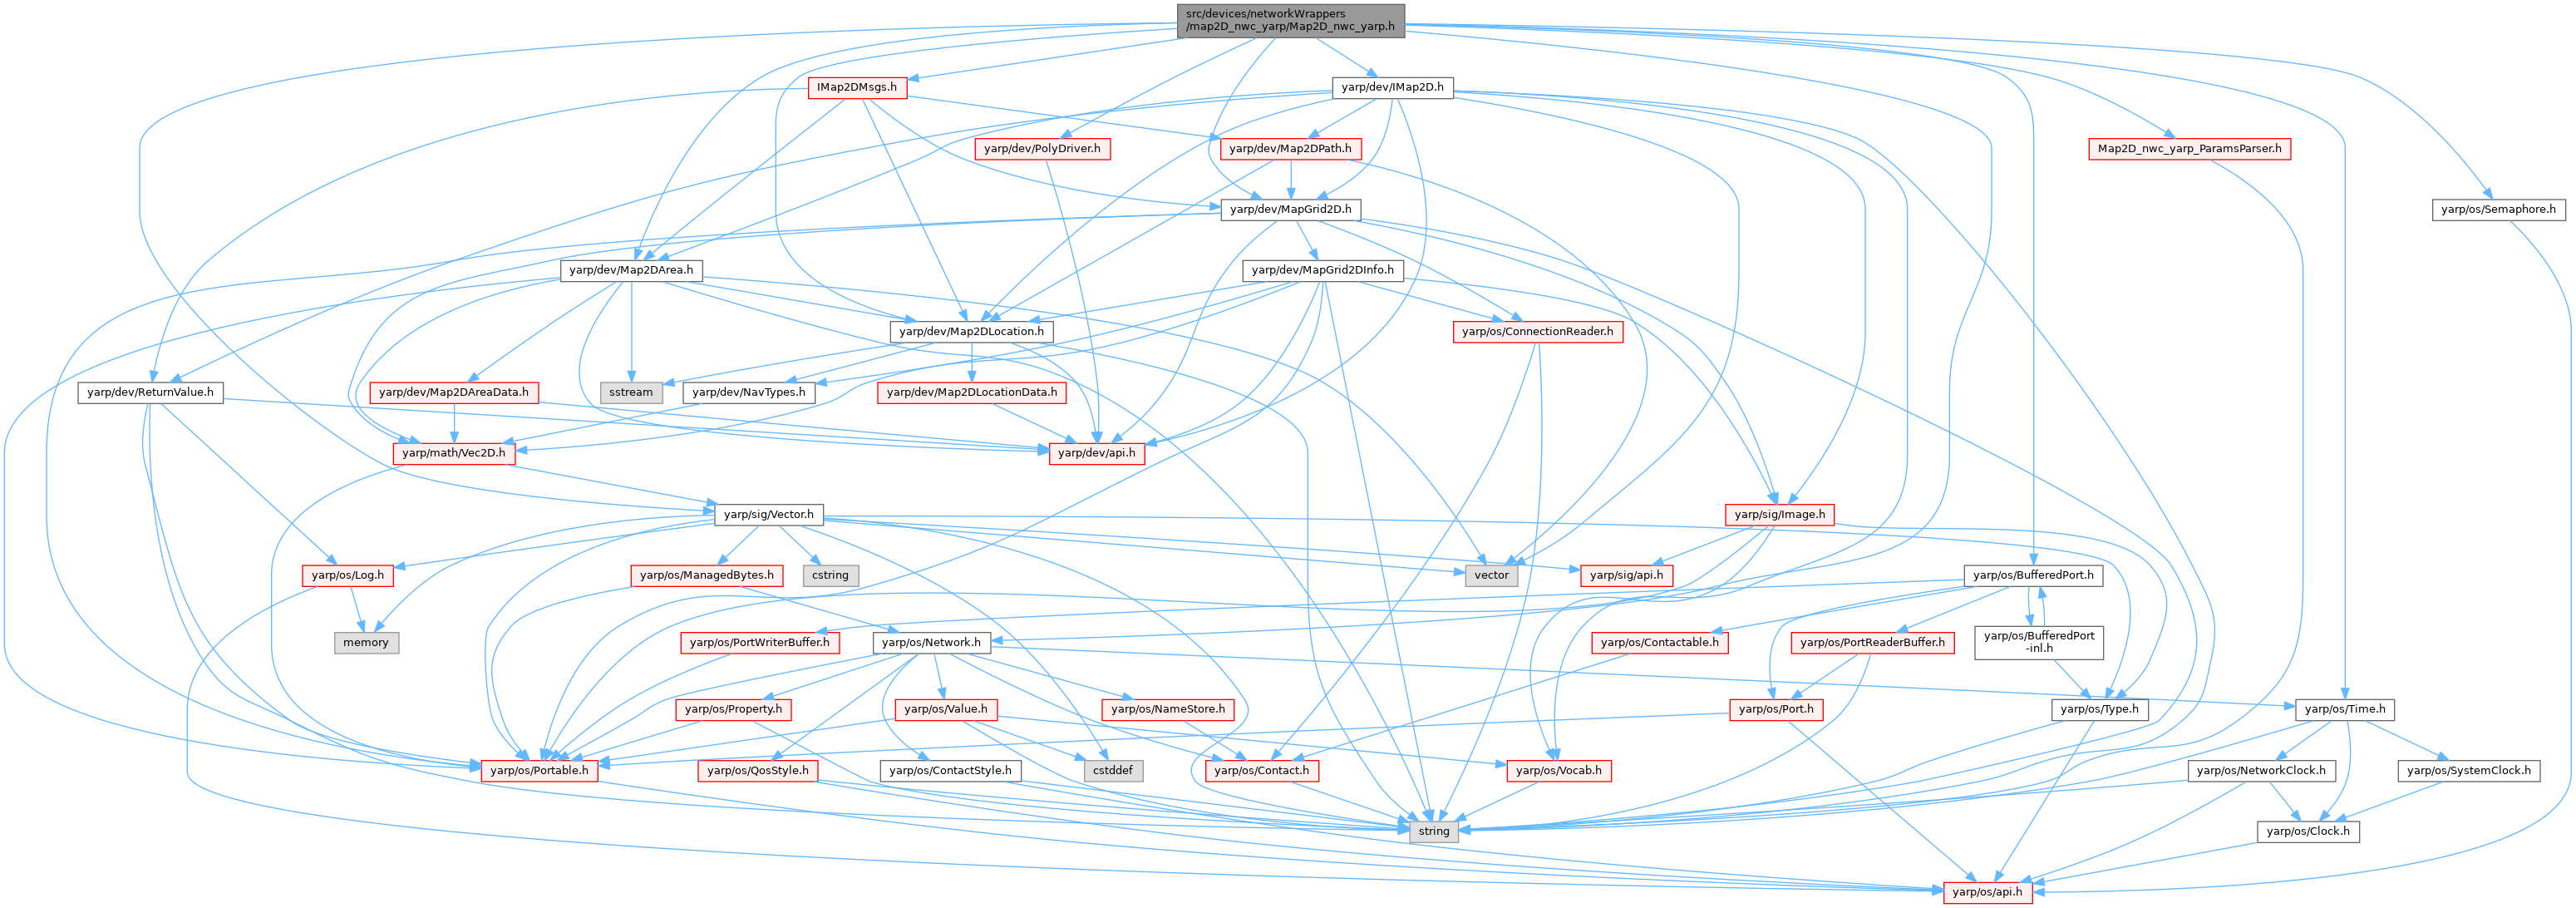 src/devices/networkWrappers
/map2D_nwc_yarp/Map2D_nwc_yarp.h
IMap2DMsgs.h
yarp/dev/IMap2D.h
yarp/dev/PolyDriver.h
yarp/dev/Map2DPath.h
Map2D_nwc_yarp_ParamsParser.h
yarp/dev/MapGrid2D.h
yarp/os/Semaphore.h
yarp/dev/Map2DArea.h
yarp/dev/MapGrid2DInfo.h
yarp/dev/Map2DLocation.h
yarp/os/ConnectionReader.h
yarp/dev/ReturnValue.h
yarp/dev/Map2DAreaData.h
sstream
yarp/dev/NavTypes.h
yarp/dev/Map2DLocationData.h
yarp/math/Vec2D.h
yarp/dev/api.h
yarp/sig/Vector.h
yarp/sig/Image.h
yarp/os/Log.h
yarp/os/ManagedBytes.h
cstring
vector
yarp/sig/api.h
yarp/os/BufferedPort.h
memory
yarp/os/PortWriterBuffer.h
yarp/os/Network.h
yarp/os/Contactable.h
yarp/os/PortReaderBuffer.h
yarp/os/BufferedPort
-inl.h
yarp/os/Property.h
yarp/os/Value.h
yarp/os/NameStore.h
yarp/os/Port.h
yarp/os/Type.h
yarp/os/Time.h
yarp/os/Portable.h
yarp/os/QosStyle.h
yarp/os/ContactStyle.h
cstddef
yarp/os/Contact.h
yarp/os/Vocab.h
yarp/os/NetworkClock.h
yarp/os/SystemClock.h
string
yarp/os/Clock.h
yarp/os/api.h